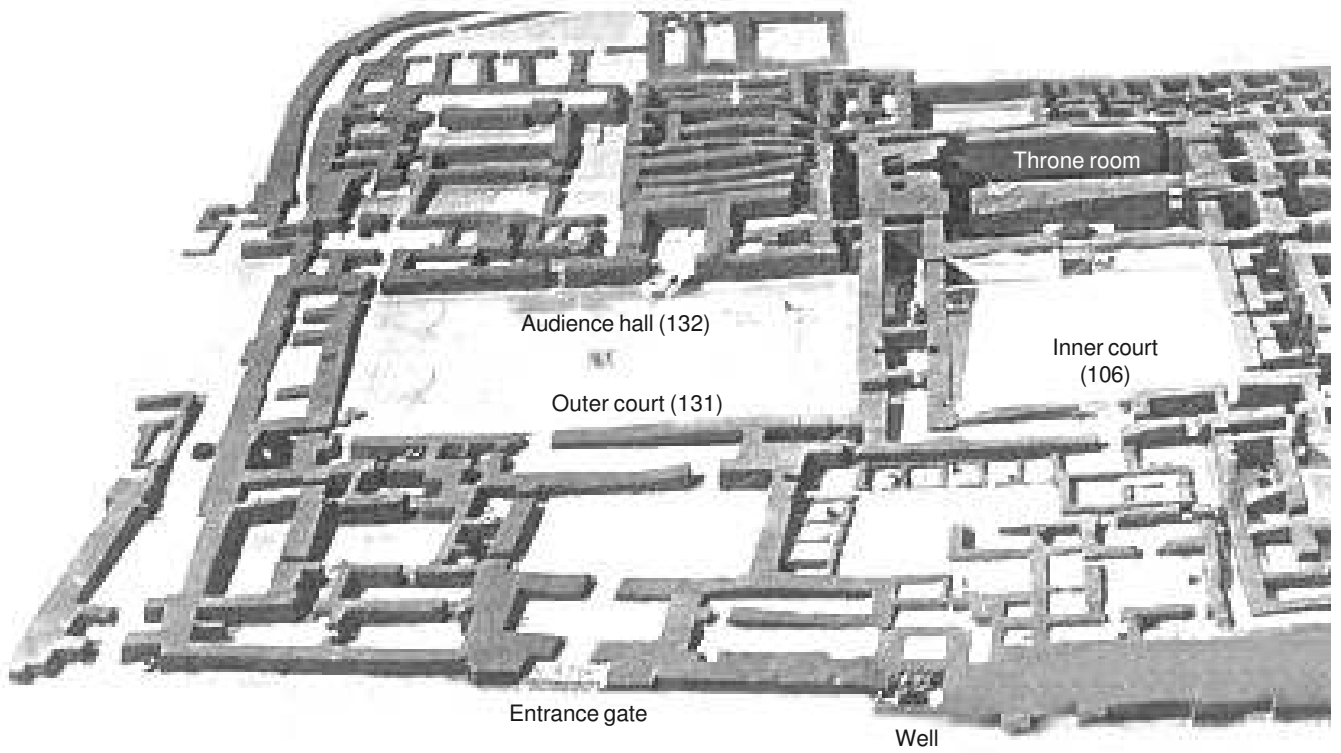 Throne room
Audience hall (132)
Inner court
(106)
Outer court (131)
Entrance gate
Well